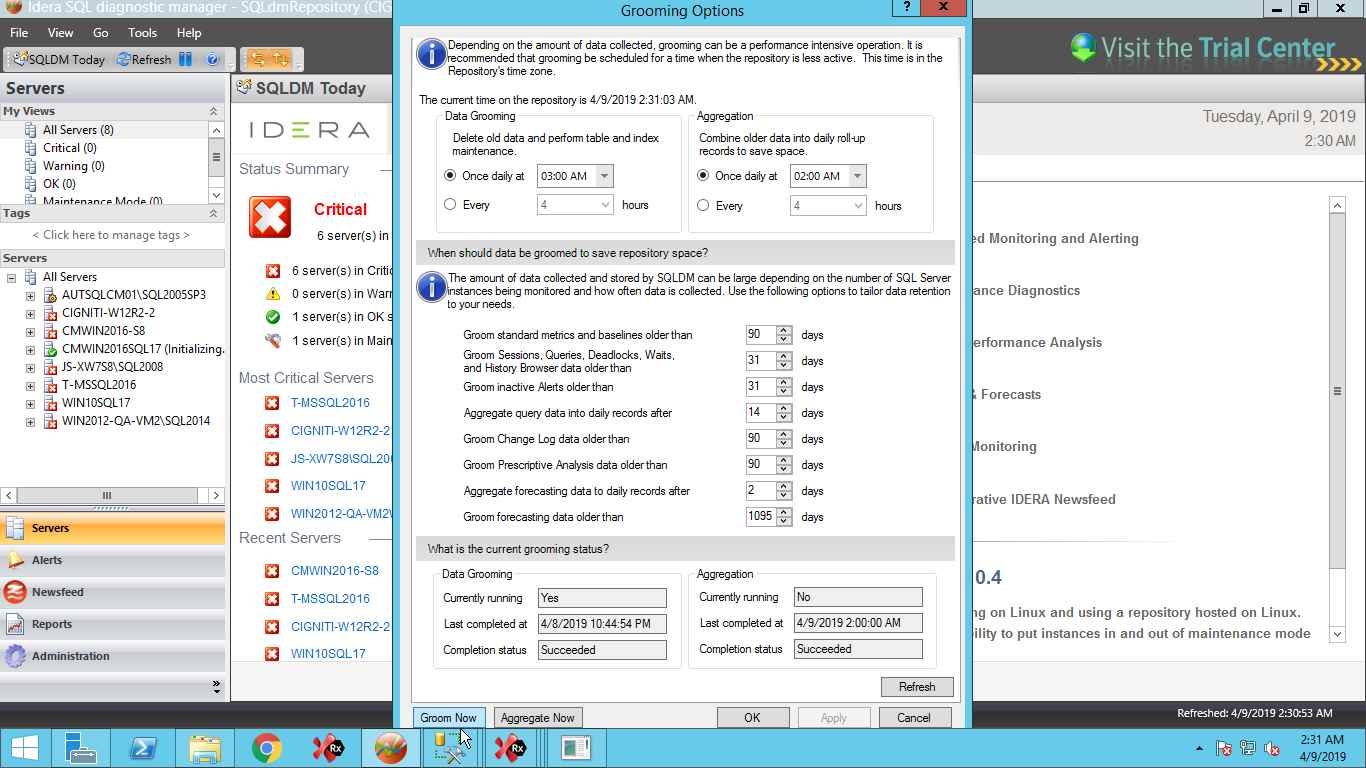 Idera SQL diagnostic manager - SQLdmRepository (CIG
Grooming Options
?
File View Go Tools Help
SQLDM Today Refresh
Visit the Trial Center
Servers
My Views
All Servers (8)
Critical (0)
Warning (0)
OK (0)
Maintenance Mode (0)
Tags
< Click here to manage tags >
Servers
All Servers
AUTSQLCM01\SQL2005SP3
CIGNITI-W12R2-2
CMWIN2016-S8
CMWIN2016SQL17 (Initializing.
JS-XW7S8\SQL2008
T-MSSQL2016
WIN10SQL17
WIN2012-QA-VM2\SQL2014
Servers
Alerts
Newsfeed
Reports
Administration
SQLDM Today
IDERA
Status Summary
Critical
6 server(s) in
6 server(s) in Critic
0 server(s) in Warr
1 server(s) in OK s
1 server(s) in Main
Most Critical Servers
T-MSSQL2016
CIGNITI-W12R2-2
JS-XW7S8\SQL200
WIN10SQL17
WIN2012-QA-VM2\
Recent Servers
CMWIN2016-S8
T-MSSQL2016
CIGNITI-W12R2-2
WIN10SQL17
Depending on the amount of data collected, grooming can be a performance intensive operation. It is
recommended that grooming be scheduled for a time when the repository is less active. This time is in the
Repository's time zone.
The current time on the repository is 4/9/2019 2:31:03 AM.
Data Grooming
Delete old data and perform table and index
maintenance.
Once daily at 03:00 AM
Every 4 hours
Aggregation
Combine older data into daily roll-up
records to save space.
Once daily at 02:00 AM
Every 4 hours
When should data be groomed to save repository space?
The amount of data collected and stored by SQLDM can be large depending on the number of SQL Server
instances being monitored and how often data is collected. Use the following options to tailor data retention
to your needs.
Groom standard metrics and baselines older than 90 days
Groom Sessions, Queries, Deadlocks, Waits,
and History Browser data older than 31 days
Groom inactive Alerts older than 31 days
Aggregate query data into daily records after 14 days
Groom Change Log data older than 90 days
Groom Prescriptive Analysis data older than 90 days
Aggregate forecasting data to daily records after 2 days
Groom forecasting data older than 1095 days
What is the current grooming status?
Data Grooming
Currently running Yes
Last completed at 4/8/2019 10:44:54 PM
Completion status Succeeded
Aggregation
Currently running No
Last completed at 4/9/2019 2:00:00 AM
Completion status Succeeded
Refresh
Groom Now Aggregate Now OK Apply Cancel
Tuesday, April 9, 2019
2:30 AM
ed Monitoring and Alerting
ance Diagnostics
erformance Analysis
& Forecasts
Monitoring
rative IDERA Newsfeed
0.4
ng on Linux and using a repository hosted on Linux.
bility to put instances in and out of maintenance mode
Refreshed: 4/9/2019 2:30:53 AM
Rx
Rx
2:31 AM
4/9/2019